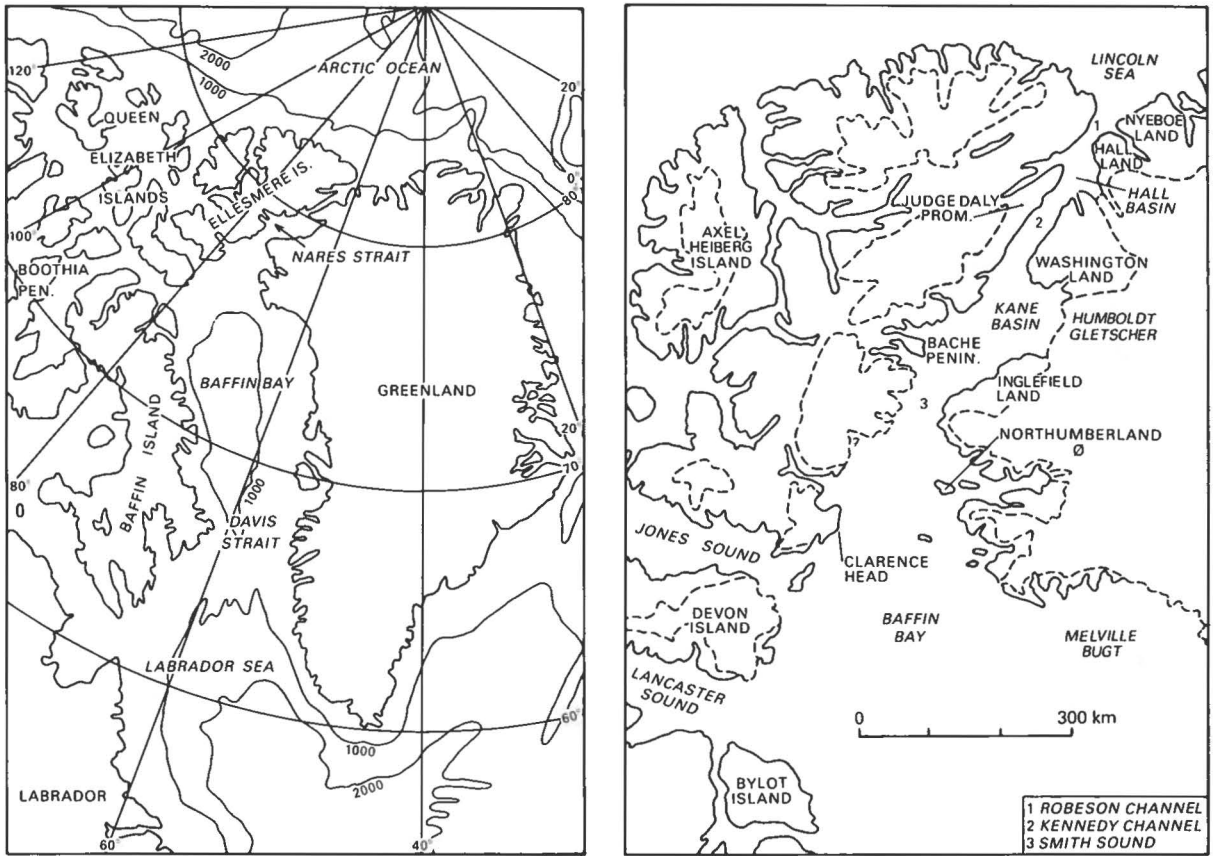 2000
1000
ARCTIC OCEAN
120°
20°
QUEEN
ELIZABETH
ISLANDS
ELLESMERE IS.
0°
80°
100°
NARES STRAIT
BOOTHIA
PEN.
BAFFIN BAY
GREENLAND
BAFFIN ISLAND
20°
70°
80°
0
1000
DAVIS
STRAIT
LABRADOR SEA
60°
1000
2000
LABRADOR
60°
40°
LINCOLN
SEA
1
NYEBOE
LAND
HALL
LAND
HALL
BASIN
JUDGE DALY
PROM.
2
AXEL
HEIBERG
ISLAND
WASHINGTON
LAND
KANE
BASIN
HUMBOLDT
GLETSCHER
BACHE
PENIN.
INGLEFIELD
LAND
3
NORTHUMBERLAND
Ø
JONES SOUND
CLARENCE
HEAD
DEVON
ISLAND
BAFFIN
BAY
MELVILLE
BUGT
LANCASTER
SOUND
0 300 km
BYLOT
ISLAND
1 ROBESON CHANNEL
2 KENNEDY CHANNEL
3 SMITH SOUND